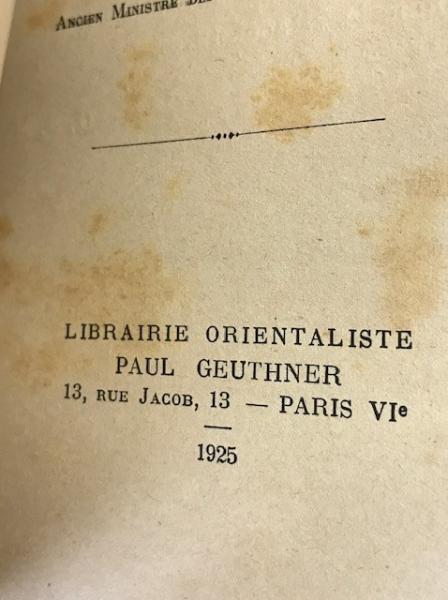 Ancien Ministre
LIBRAIRIE ORIENTALISTE
PAUL GEUTHNER
13, rue Jacob, 13 — PARIS VIe
1925